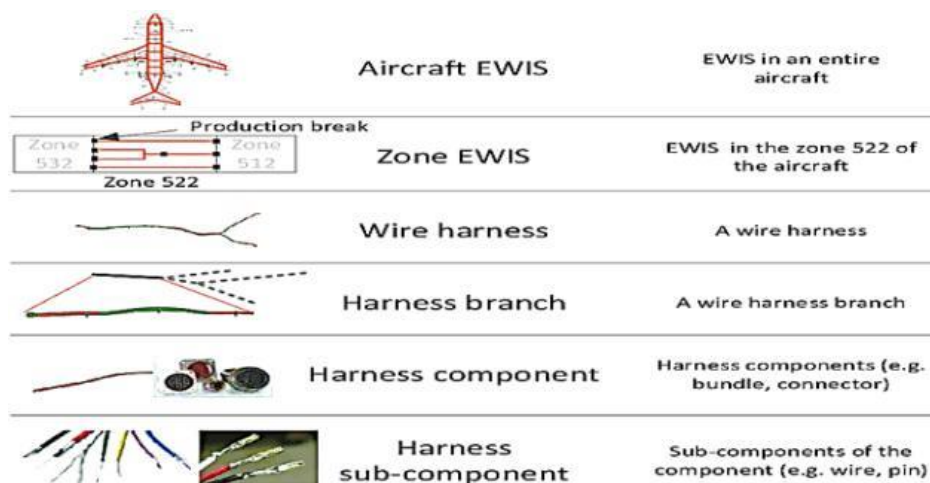 Aircraft EWIS
EWIS in an entire
aircraft
Production break
Zone
532
Zone
512
Zone 522
Zone EWIS
EWIS in the zone 522 of
the aircraft
Wire harness
A wire harness
Harness branch
A wire harness branch
Harness component
Harness components (e.g.
bundle, connector)
Harness
sub-component
Sub-components of the
component (e.g. wire, pin)